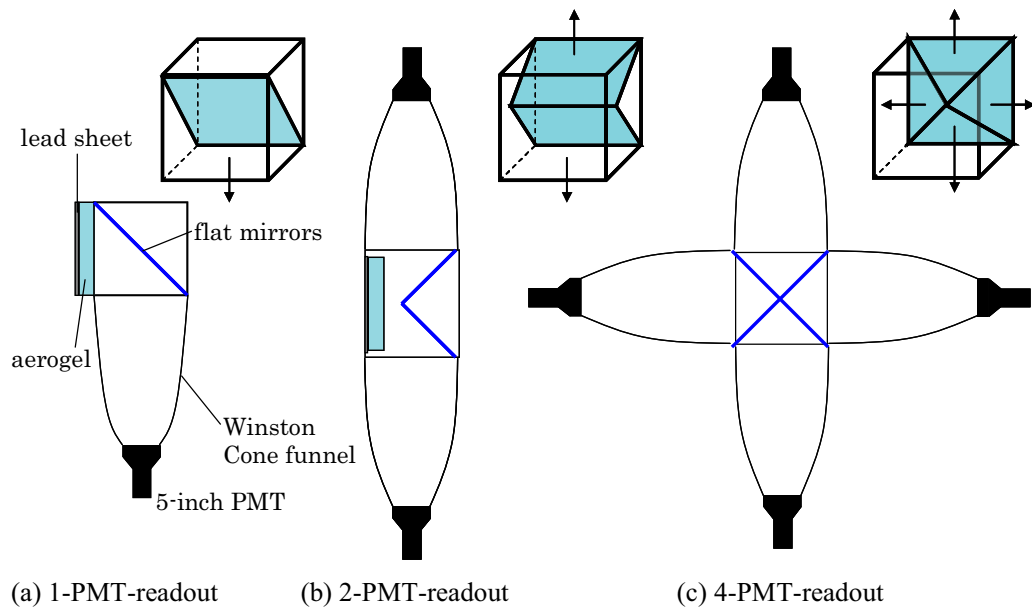 lead sheet
flat mirrors
aerogel
Winston
Cone funnel
5-inch PMT
(a) 1-PMT-readout
(b) 2-PMT-readout
(c) 4-PMT-readout